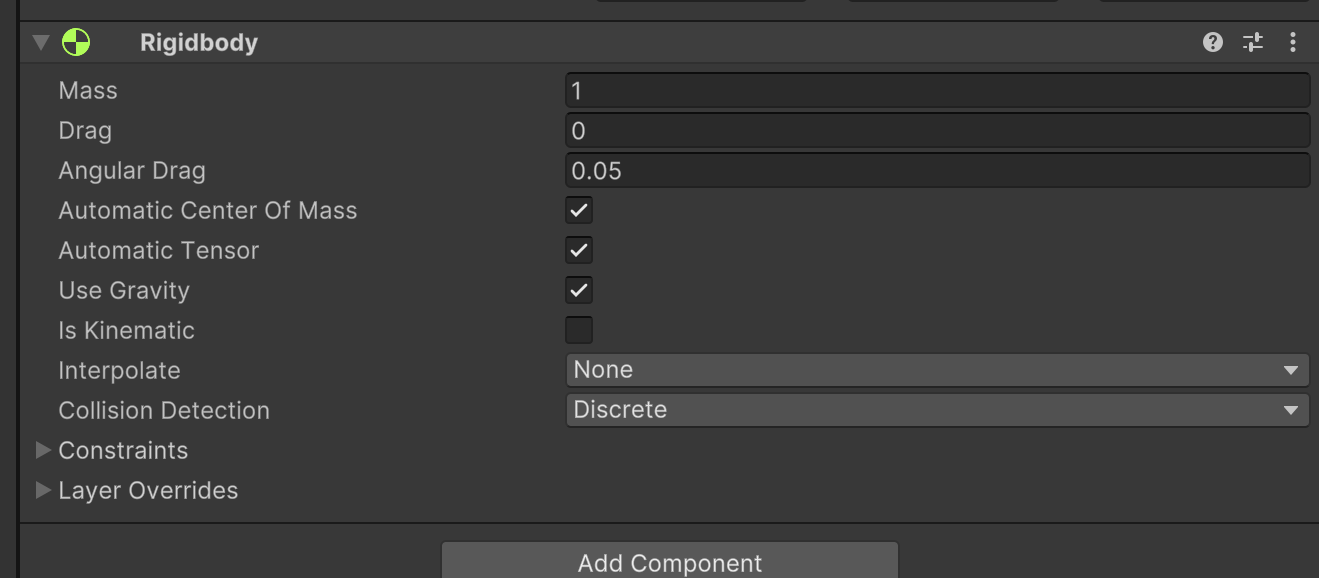 Rigidbody
Mass 1
Drag 0
Angular Drag 0.05
Automatic Center Of Mass
Automatic Tensor
Use Gravity
Is Kinematic
Interpolate None
Collision Detection Discrete
Constraints
Layer Overrides
Add Component